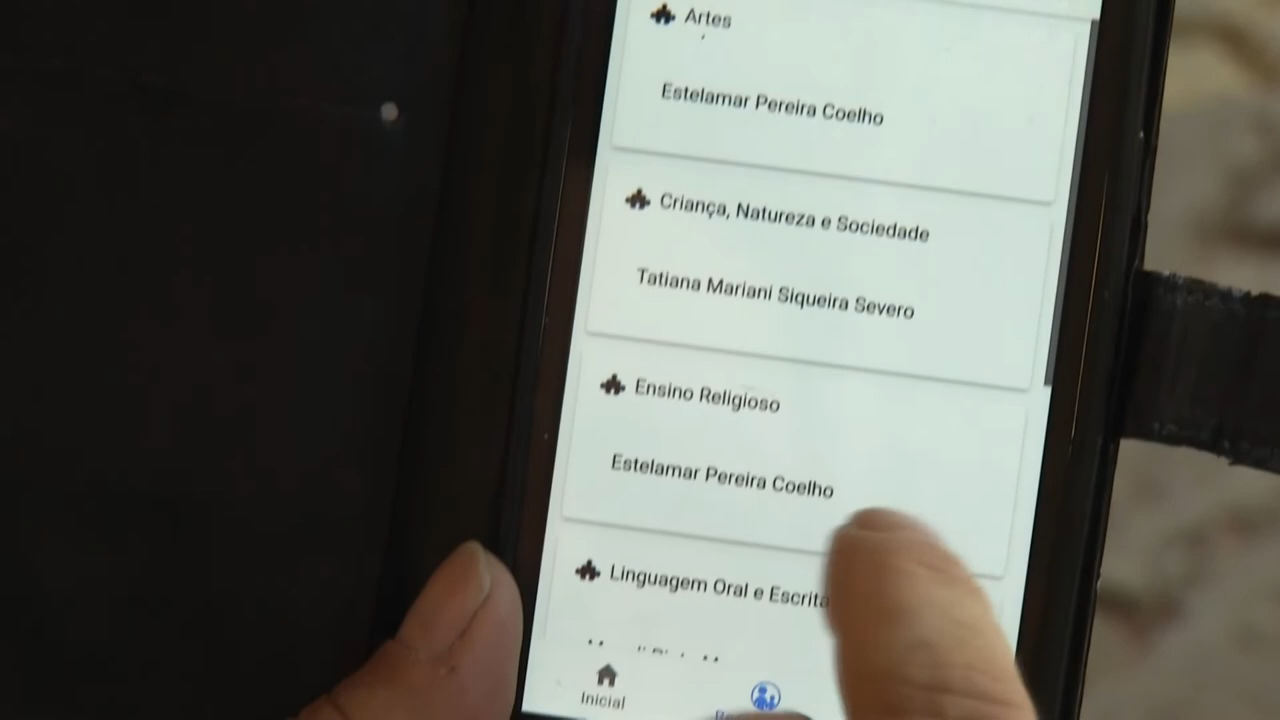 Artes
Estelamar Pereira Coelho
Criança, Natureza e Sociedade
Tatiana Mariani Siqueira Severo
Ensino Religioso
Estelamar Pereira Coelho
Linguagem Oral e Escrita
Inicial